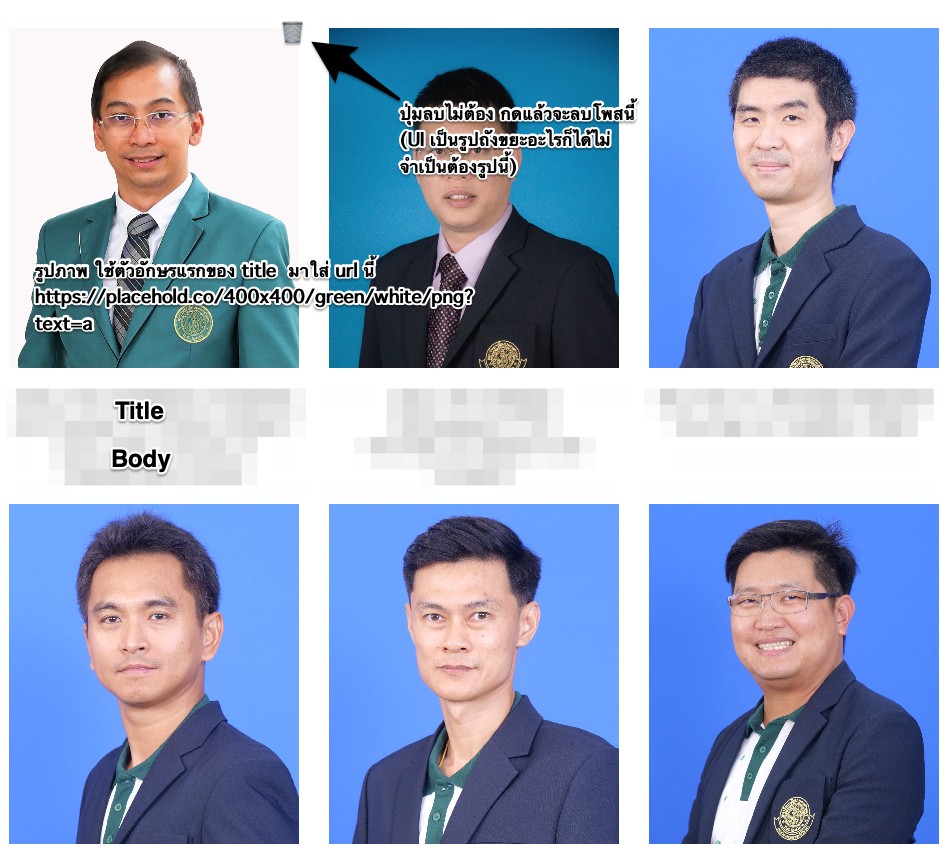 ปุ่มลบไม่ต้อง กดแล้วจะลบโพสนี้
(UI เป็นรูปถังขยะอะไรก็ได้ไม่
จำเป็นต้องรูปนี้)
รูปภาพ ใช้ตัวอักษรแรกของ title มาใส่ url นี้
https://placehold.co/400x400/green/white/png?
text=a
Title
Body